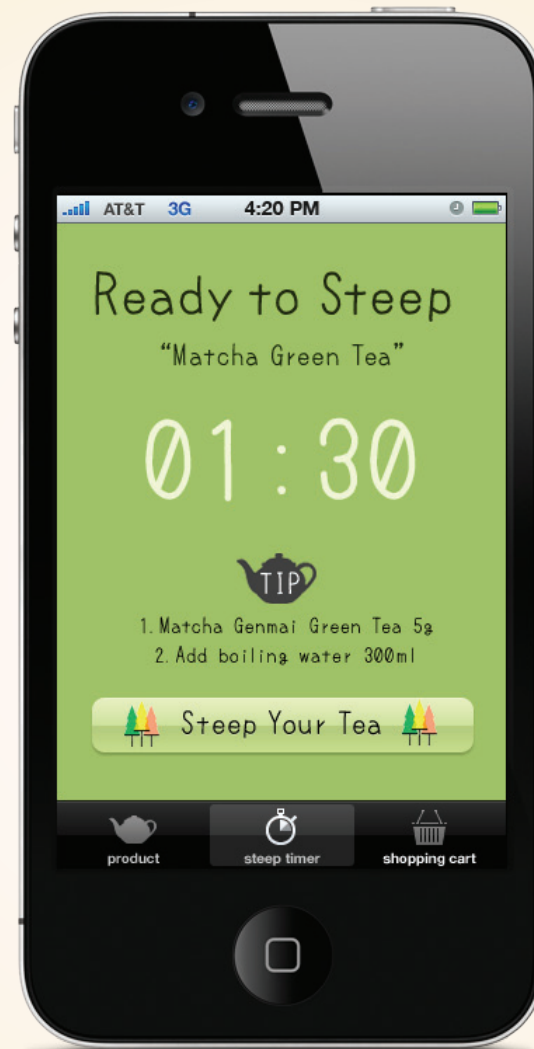 AT&T 3G 4:20 PM
Ready to Steep
“Matcha Green Tea”
01:30
TIP
1. Matcha Genmai Green Tea 5g
2. Add boiling water 300ml
Steep Your Tea
product steep timer shopping cart